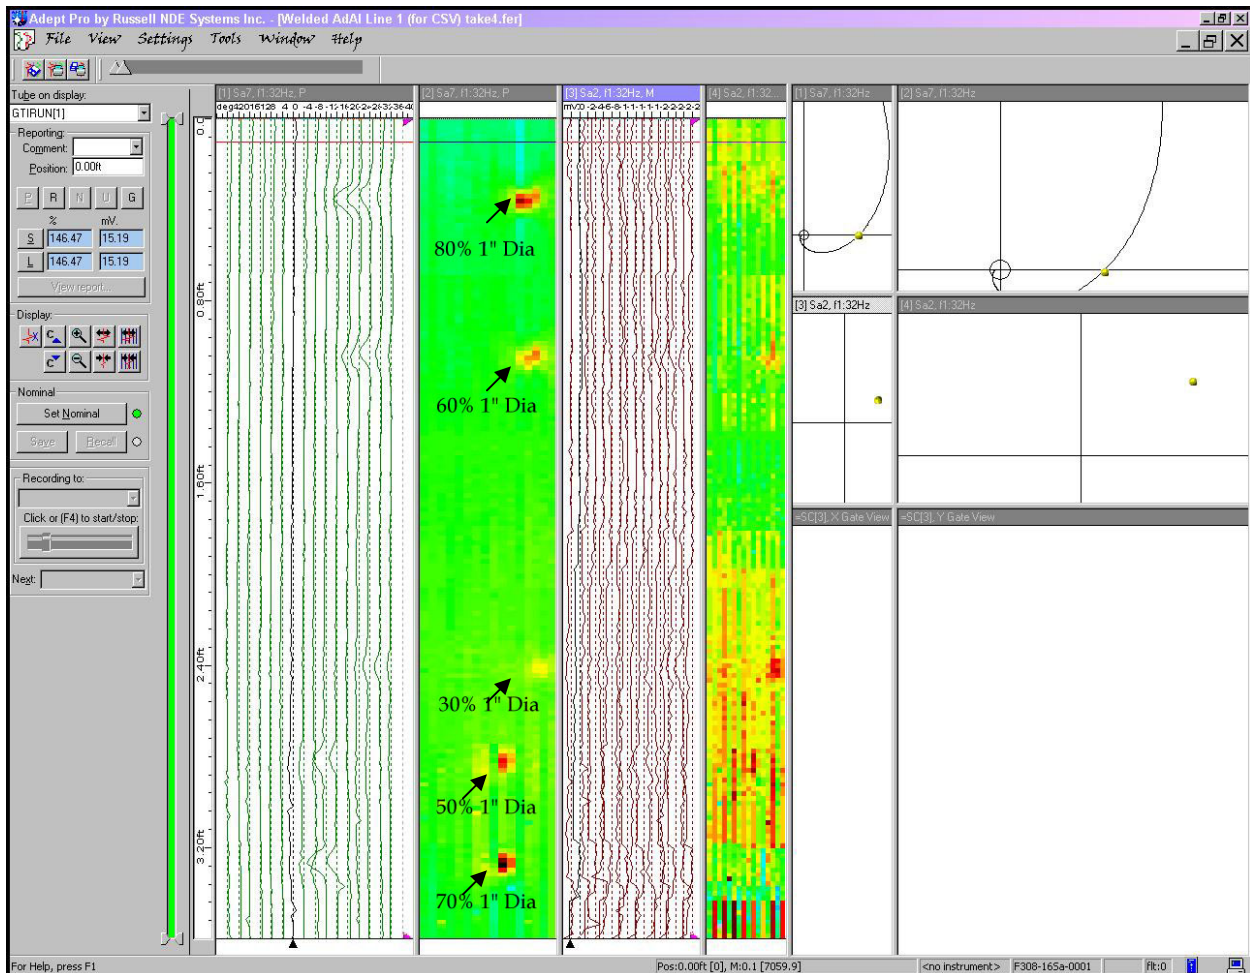 Adept Pro by Russell NDE Systems Inc. - [Welded AdAI Line 1 (for CSV) take4.fer]
File View Settings Tools Window Help
Tube on display:
GTIRUN[1]
Reporting:
Comment:
Position: 0.00ft
P R N U G
% mV.
S 146.47 15.19
L 146.47 15.19
View report...
Display:
Nominal
Set Nominal
Save Recall
Recording to:
Click or (F4) to start/stop:
Next:
[1] Sa7, f1:32Hz, P
0.0
0.80ft
1.60ft
2.40ft
3.20ft
[2] Sa7, f1:32Hz, P
80% 1" Dia
60% 1" Dia
30% 1" Dia
50% 1" Dia
70% 1" Dia
[3] Sa2, f1:32Hz, M
[4] Sa2, f1:32...
[1] Sa7, f1:32Hz
[2] Sa7, f1:32Hz
[3] Sa2, f1:32Hz
[4] Sa2, f1:32Hz
=SC[3], X Gate View
=SC[3], Y Gate View
For Help, press F1
Pos:0.00ft [0], M:0.1 [7059.9]
<no instrument>
F308-165a-0001
flt:0